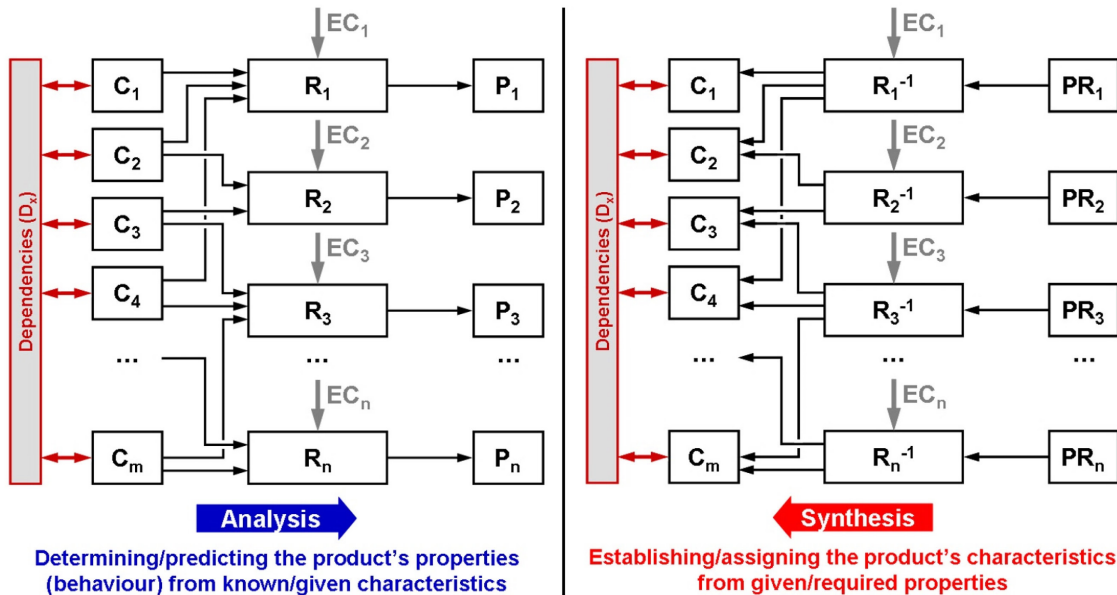 EC₁
C₁ R₁ P₁
EC₂
C₂
R₂ P₂
C₃
EC₃
C₄
R₃ P₃
... ... ...
ECₙ
Cₘ Rₙ Pₙ
Dependencies (Dₓ)
Analysis
Determining/predicting the product's properties
(behaviour) from known/given characteristics
EC₁
C₁ R₁⁻¹ PR₁
EC₂
C₂
R₂⁻¹ PR₂
C₃
EC₃
C₄
R₃⁻¹ PR₃
... ... ...
ECₙ
Cₘ Rₙ⁻¹ PRₙ
Dependencies (Dₓ)
Synthesis
Establishing/assigning the product's characteristics
from given/required properties